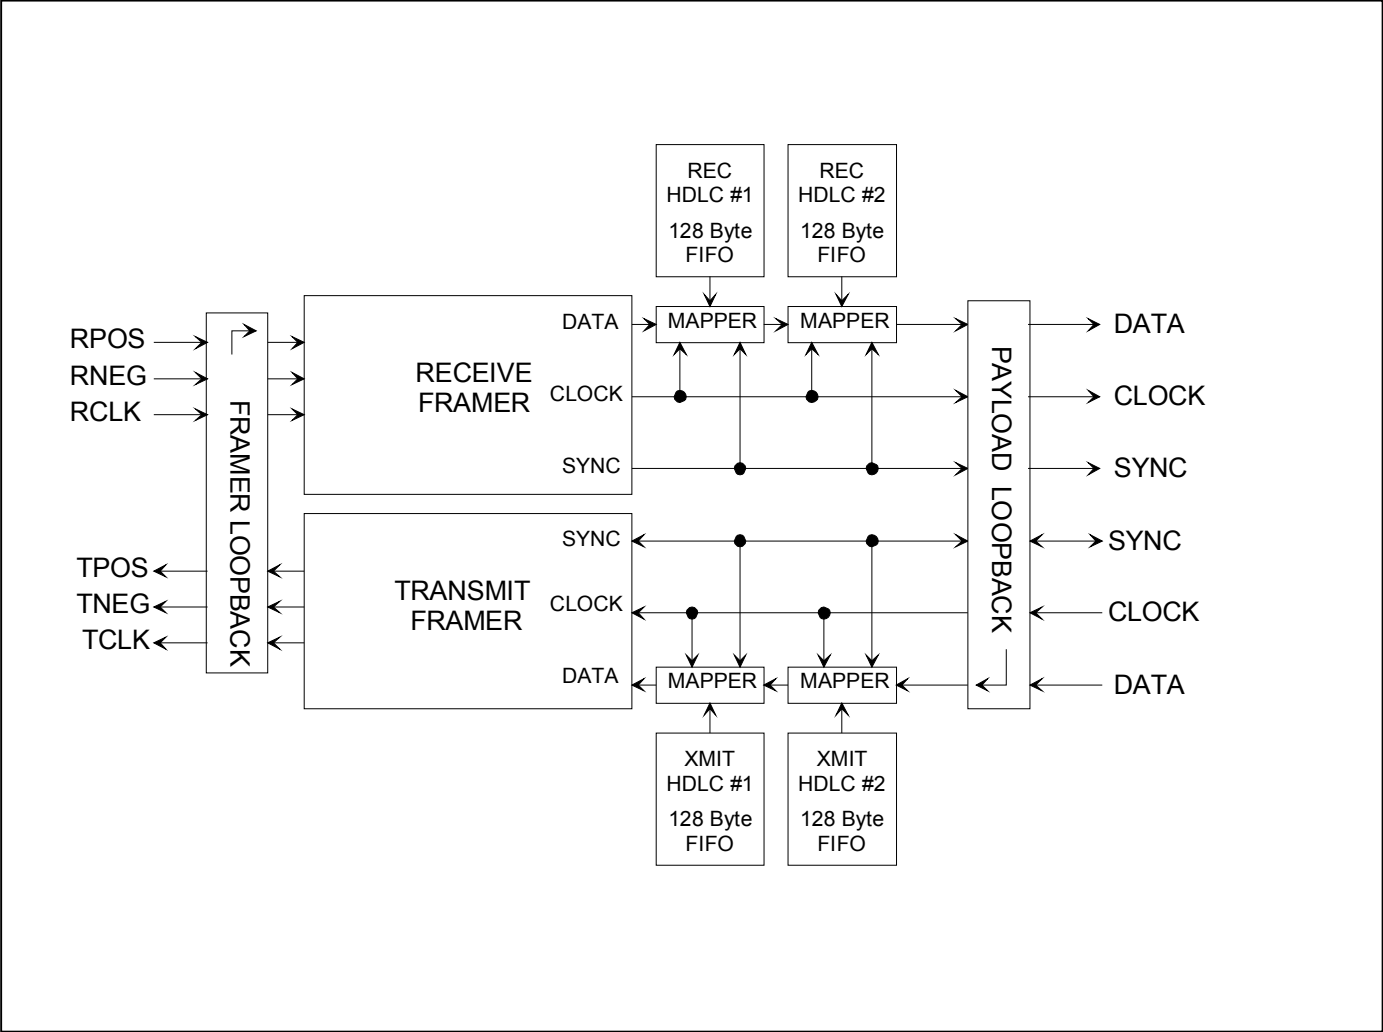 REC
HDLC #1
128 Byte
FIFO
REC
HDLC #2
128 Byte
FIFO
RPOS
RNEG
RCLK
TPOS
TNEG
TCLK
FRAMER LOOPBACK
RECEIVE
FRAMER
DATA
CLOCK
SYNC
MAPPER
MAPPER
TRANSMIT
FRAMER
SYNC
CLOCK
DATA
MAPPER
MAPPER
PAYLOAD LOOPBACK
DATA
CLOCK
SYNC
SYNC
CLOCK
DATA
XMIT
HDLC #1
128 Byte
FIFO
XMIT
HDLC #2
128 Byte
FIFO